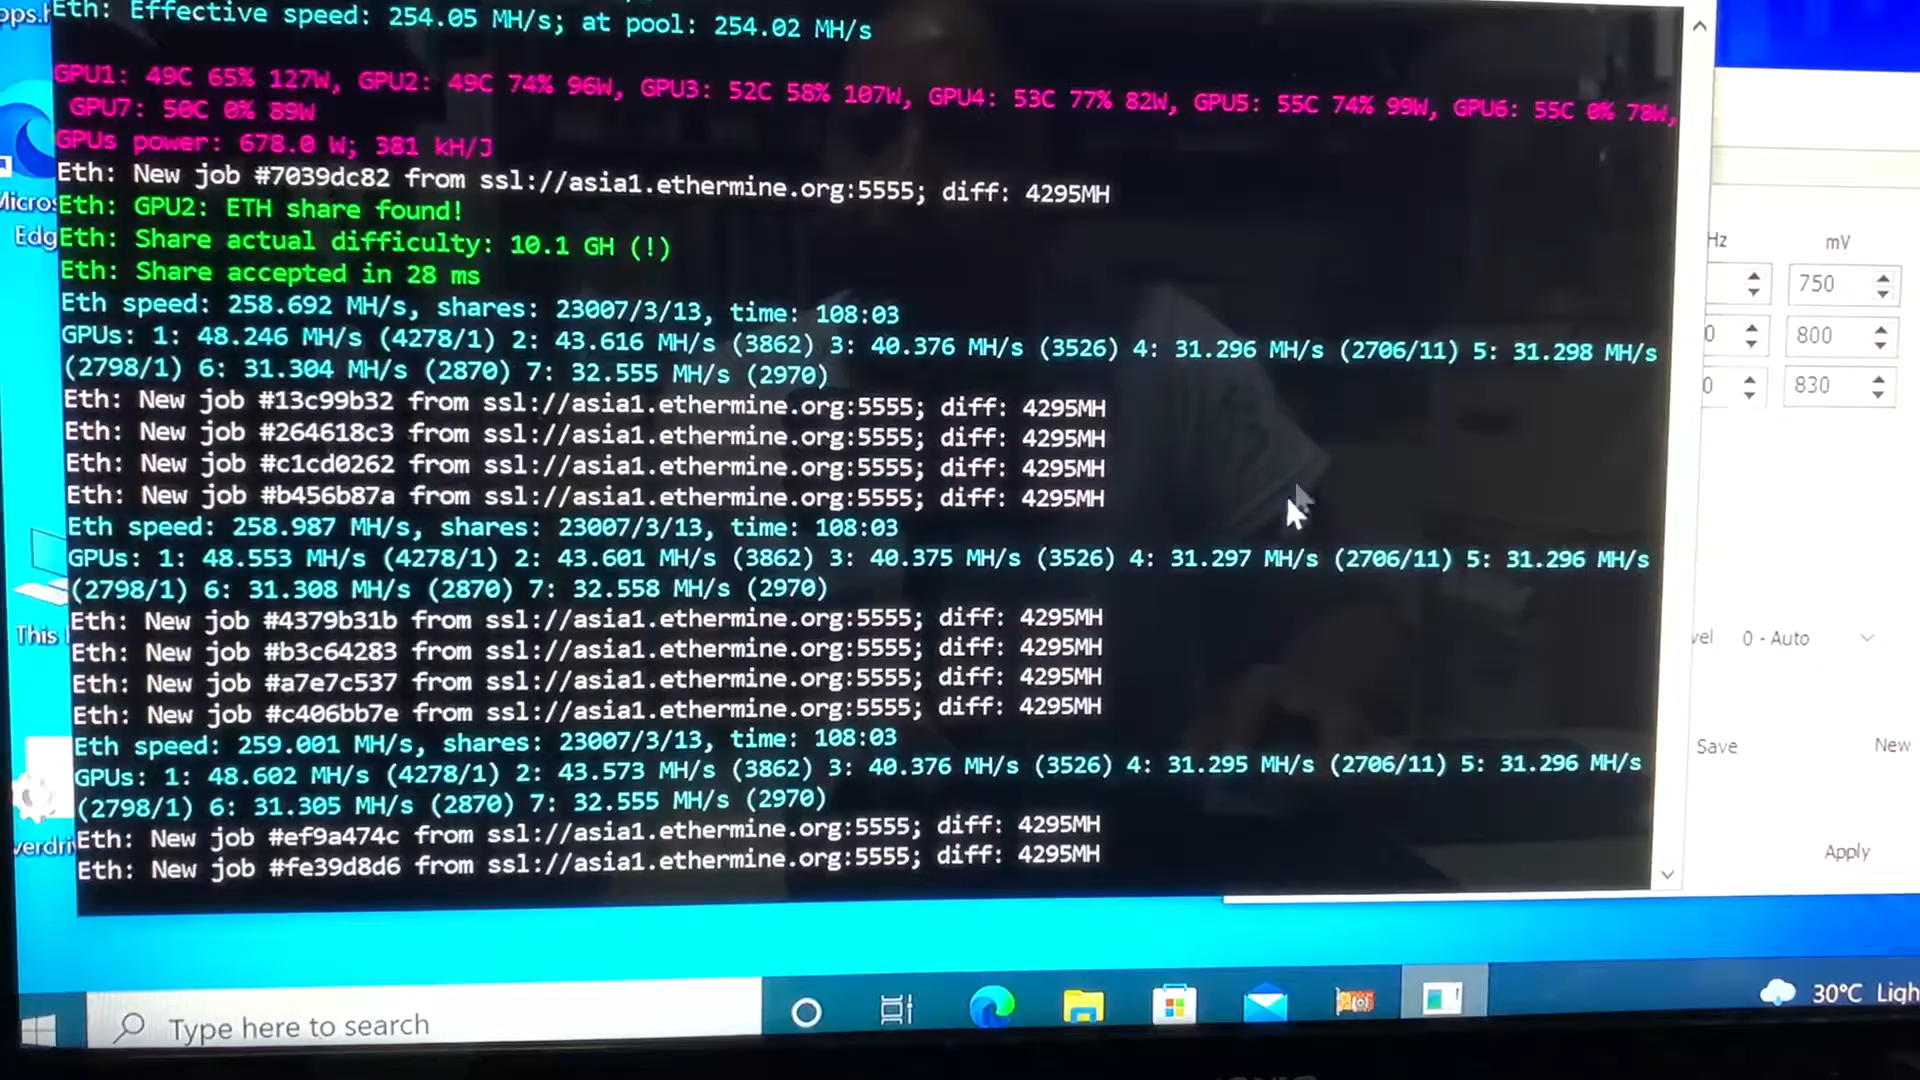 Eth: Effective speed: 254.05 MH/s; at pool: 254.02 MH/s
GPU1: 49C 65% 127W, GPU2: 49C 74% 96W, GPU3: 52C 58% 107W, GPU4: 53C 77% 82W, GPU5: 55C 74% 99W, GPU6: 55C 0% 78W,
GPU7: 50C 0% 89W
GPUs power: 678.0 W; 381 kH/J
Eth: New job #7039dc82 from ssl://asia1.ethermine.org:5555; diff: 4295MH
Eth: GPU2: ETH share found!
Eth: Share actual difficulty: 10.1 GH (!)
Eth: Share accepted in 28 ms
Eth speed: 258.692 MH/s, shares: 23007/3/13, time: 108:03
GPUs: 1: 48.246 MH/s (4278/1) 2: 43.616 MH/s (3862) 3: 40.376 MH/s (3526) 4: 31.296 MH/s (2706/11) 5: 31.298 MH/s
(2798/1) 6: 31.304 MH/s (2870) 7: 32.555 MH/s (2970)
Eth: New job #13c99b32 from ssl://asia1.ethermine.org:5555; diff: 4295MH
Eth: New job #264618c3 from ssl://asia1.ethermine.org:5555; diff: 4295MH
Eth: New job #c1cd0262 from ssl://asia1.ethermine.org:5555; diff: 4295MH
Eth: New job #b456b87a from ssl://asia1.ethermine.org:5555; diff: 4295MH
Eth speed: 258.987 MH/s, shares: 23007/3/13, time: 108:03
GPUs: 1: 48.553 MH/s (4278/1) 2: 43.601 MH/s (3862) 3: 40.375 MH/s (3526) 4: 31.297 MH/s (2706/11) 5: 31.296 MH/s
(2798/1) 6: 31.308 MH/s (2870) 7: 32.558 MH/s (2970)
Eth: New job #4379b31b from ssl://asia1.ethermine.org:5555; diff: 4295MH
Eth: New job #b3c64283 from ssl://asia1.ethermine.org:5555; diff: 4295MH
Eth: New job #a7e7c537 from ssl://asia1.ethermine.org:5555; diff: 4295MH
Eth: New job #c406bb7e from ssl://asia1.ethermine.org:5555; diff: 4295MH
Eth speed: 259.001 MH/s, shares: 23007/3/13, time: 108:03
GPUs: 1: 48.602 MH/s (4278/1) 2: 43.573 MH/s (3862) 3: 40.376 MH/s (3526) 4: 31.295 MH/s (2706/11) 5: 31.296 MH/s
(2798/1) 6: 31.305 MH/s (2870) 7: 32.555 MH/s (2970)
Eth: New job #ef9a474c from ssl://asia1.ethermine.org:5555; diff: 4295MH
Eth: New job #fe39d8d6 from ssl://asia1.ethermine.org:5555; diff: 4295MH
Micros
Edg
This
verdri
Hz mV
750
0 800
0 830
vel 0 - Auto
Save New
Apply
Type here to search
30°C Ligh